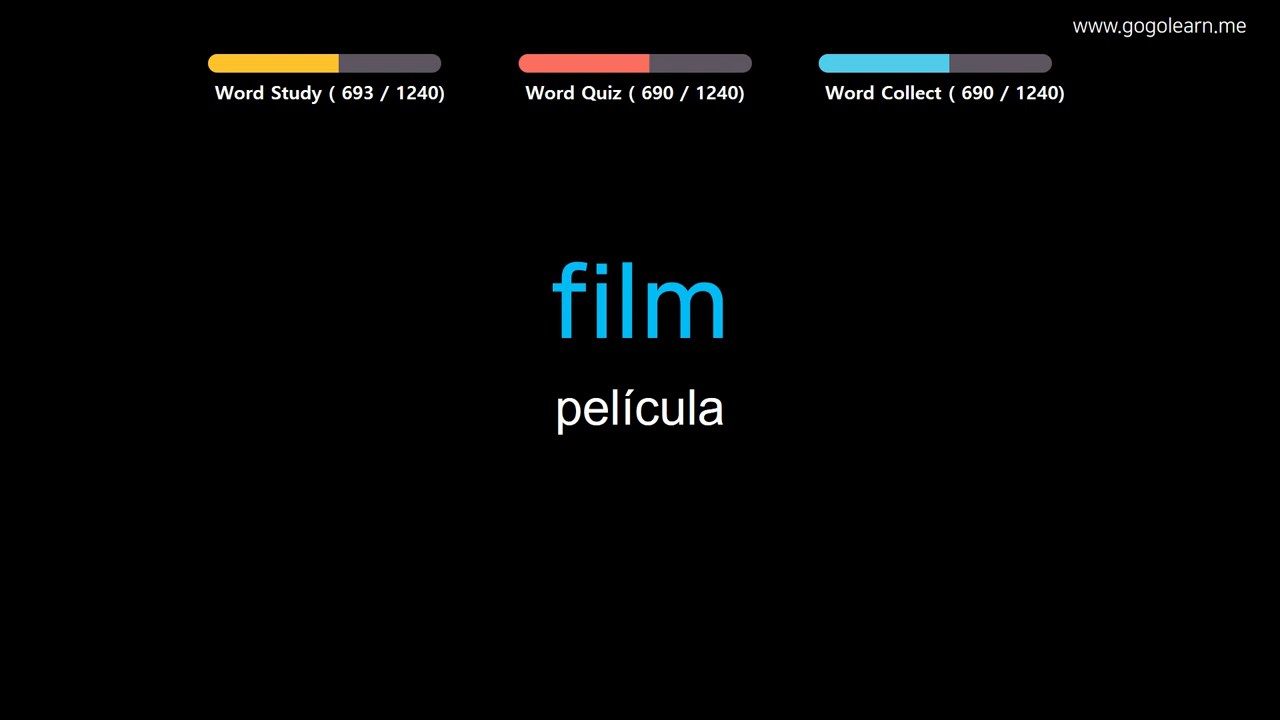 www.gogolearn.me
Word Study ( 693 / 1240)
Word Quiz ( 690 / 1240)
Word Collect ( 690 / 1240)
film
película